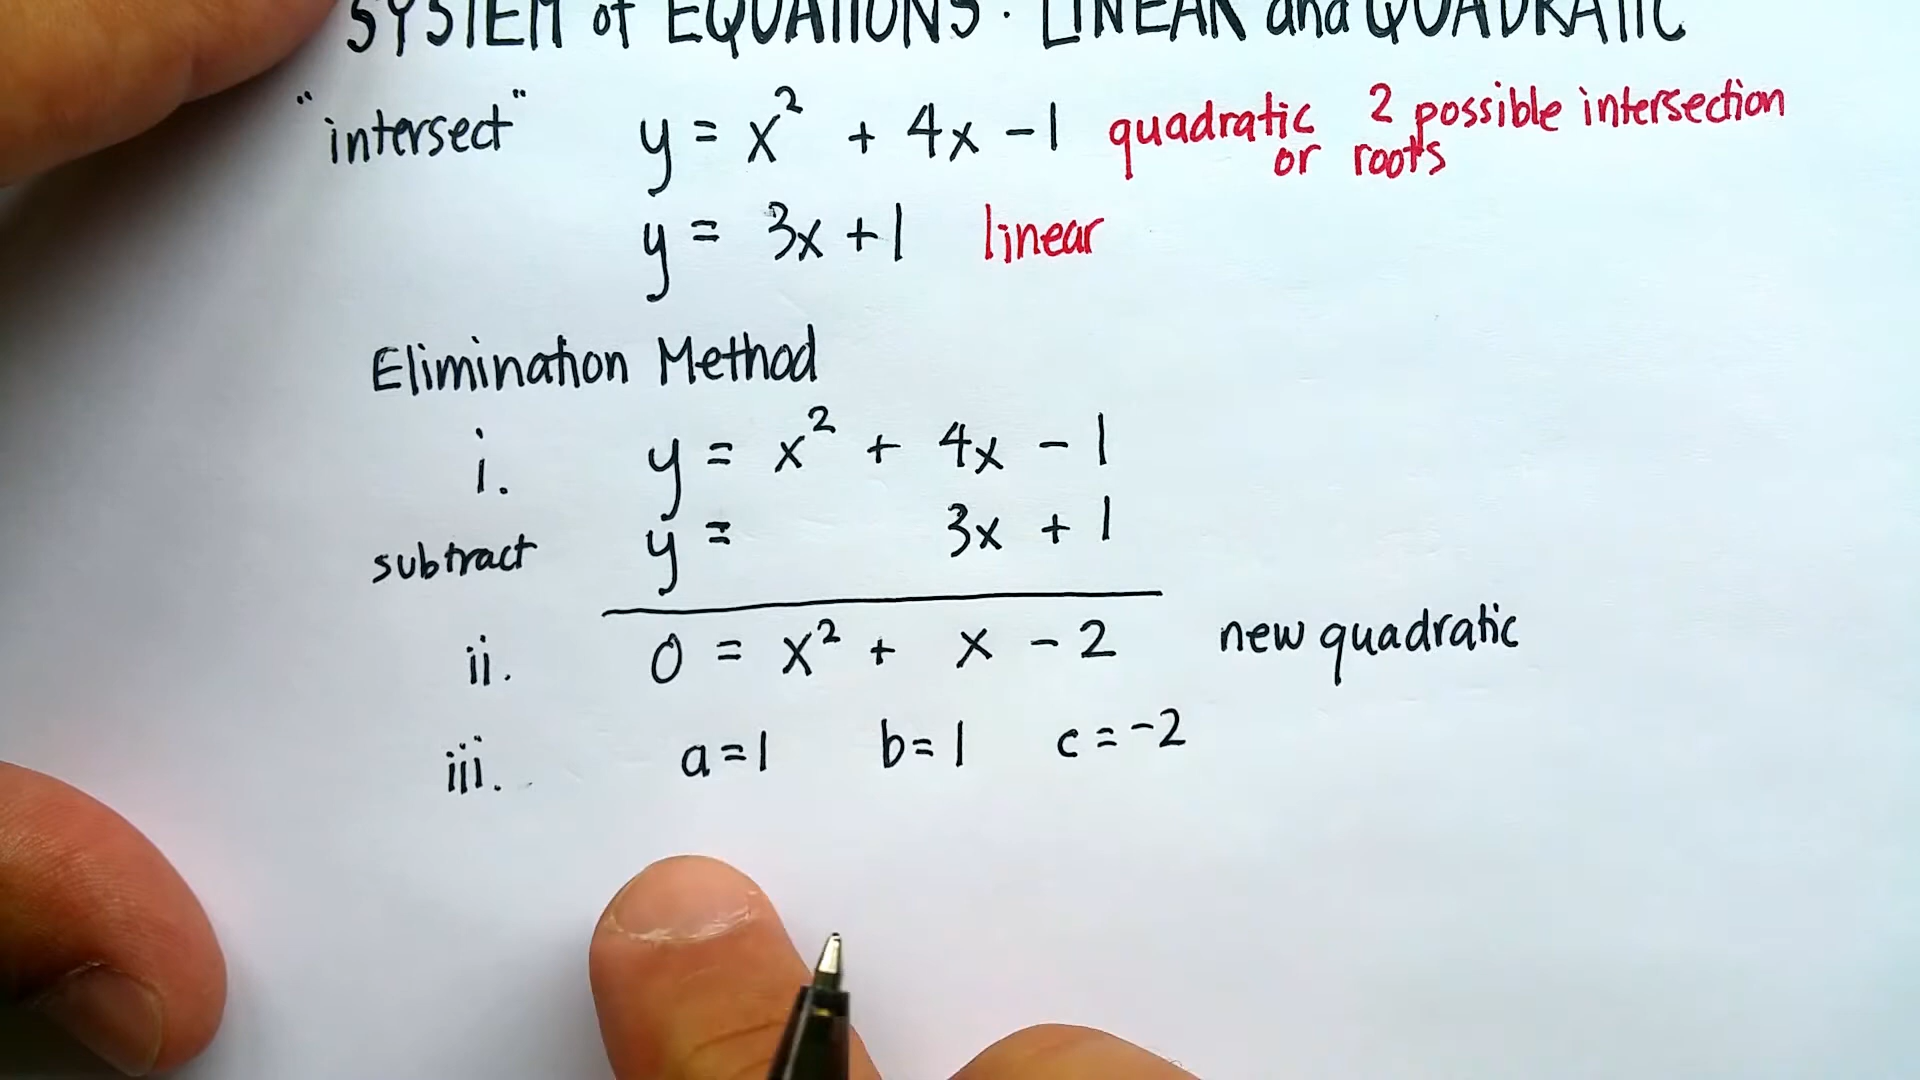 SYSTEM of EQUATIONS: LINEAR and QUADRATIC
"intersect" y = x² + 4x - 1 quadratic 2 possible intersection
or roots
y = 3x + 1 linear
Elimination Method
i. y = x² + 4x - 1
subtract y = 3x + 1
ii. 0 = x² + x - 2 new quadratic
iii. a = 1 b = 1 c = -2